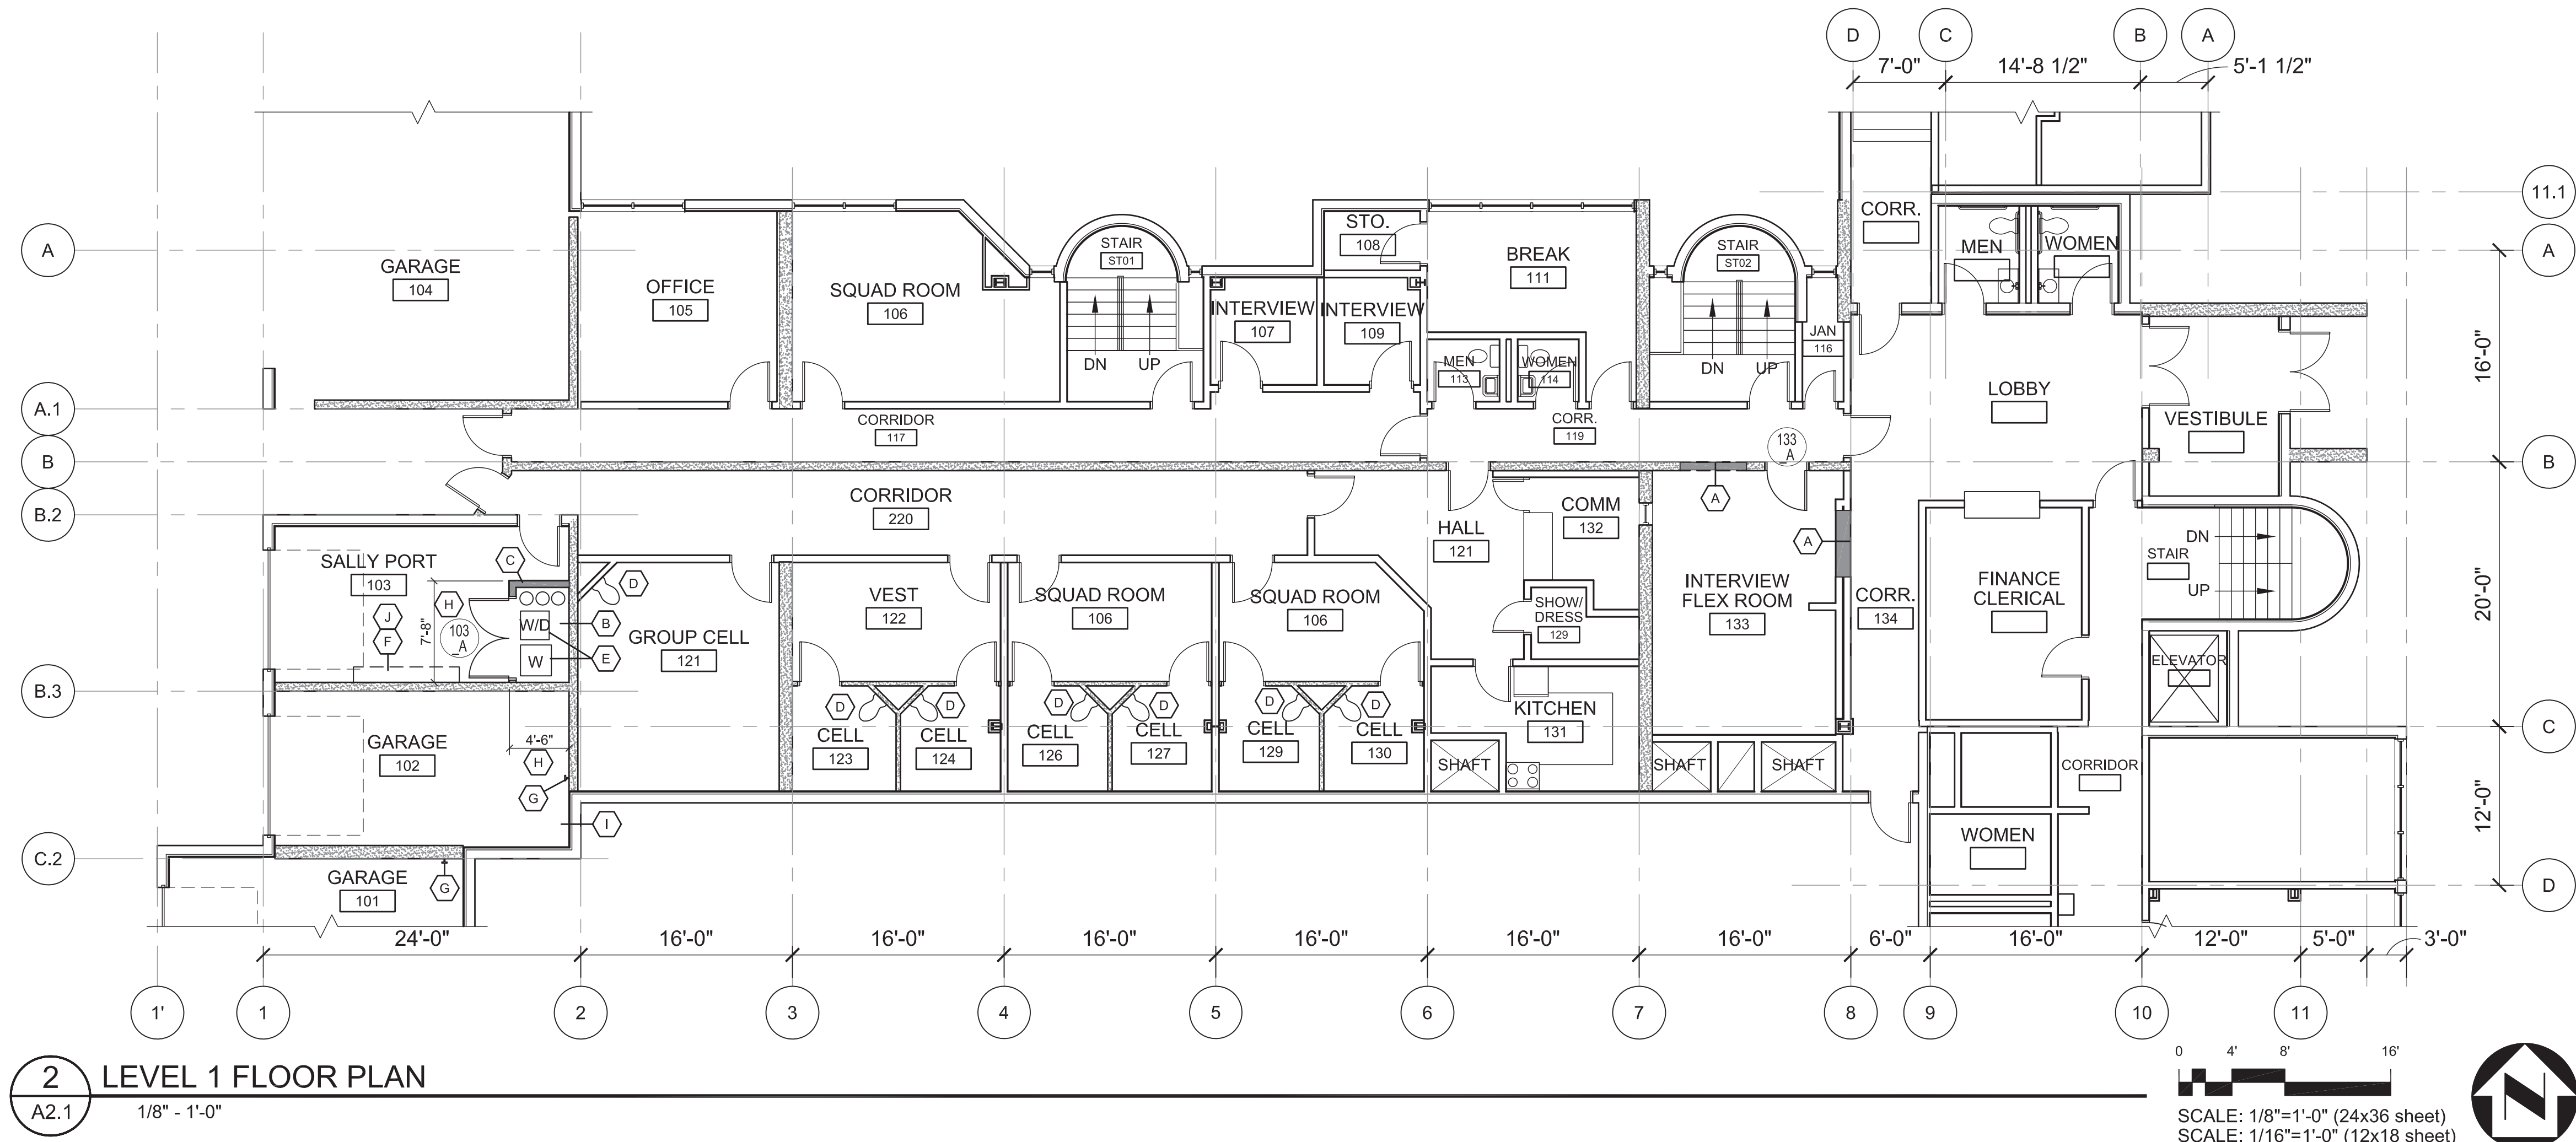 D
C
B
A
7'-0"
14'-8 1/2"
5'-1 1/2"
11.1
A
A
A.1
B
B.2
B.3
C.2
16'-0"
B
20'-0"
C
12'-0"
D
GARAGE
104
OFFICE
105
SQUAD ROOM
106
STAIR
ST01
DN
UP
INTERVIEW
107
INTERVIEW
109
STO.
108
BREAK
111
MEN
113
WOMEN
114
STAIR
ST02
DN
UP
JAN
116
CORR.
MEN
WOMEN
LOBBY
VESTIBULE
CORRIDOR
117
CORR.
119
133
_A
A
A
CORRIDOR
220
HALL
121
COMM
132
SALLY PORT
103
C
H
J
F
7'-8"
103
_A
W/D
W
B
E
D
GROUP CELL
121
VEST
122
SQUAD ROOM
106
SQUAD ROOM
106
SHOW/
DRESS
129
INTERVIEW
FLEX ROOM
133
CORR.
134
FINANCE
CLERICAL
STAIR
DN
UP
ELEVATOR
GARAGE
102
4'-6"
H
G
I
D
D
D
D
D
D
CELL
123
CELL
124
CELL
126
CELL
127
CELL
129
CELL
130
KITCHEN
131
SHAFT
SHAFT
SHAFT
CORRIDOR
WOMEN
GARAGE
101
G
24'-0"
16'-0"
16'-0"
16'-0"
16'-0"
16'-0"
16'-0"
6'-0"
16'-0"
12'-0"
5'-0"
3'-0"
1'
1
2
3
4
5
6
7
8
9
10
11
2
A2.1
LEVEL 1 FLOOR PLAN
1/8" - 1'-0"
0
4'
8'
16'
SCALE: 1/8"=1'-0" (24x36 sheet)
SCALE: 1/16"=1'-0" (12x18 sheet)
N